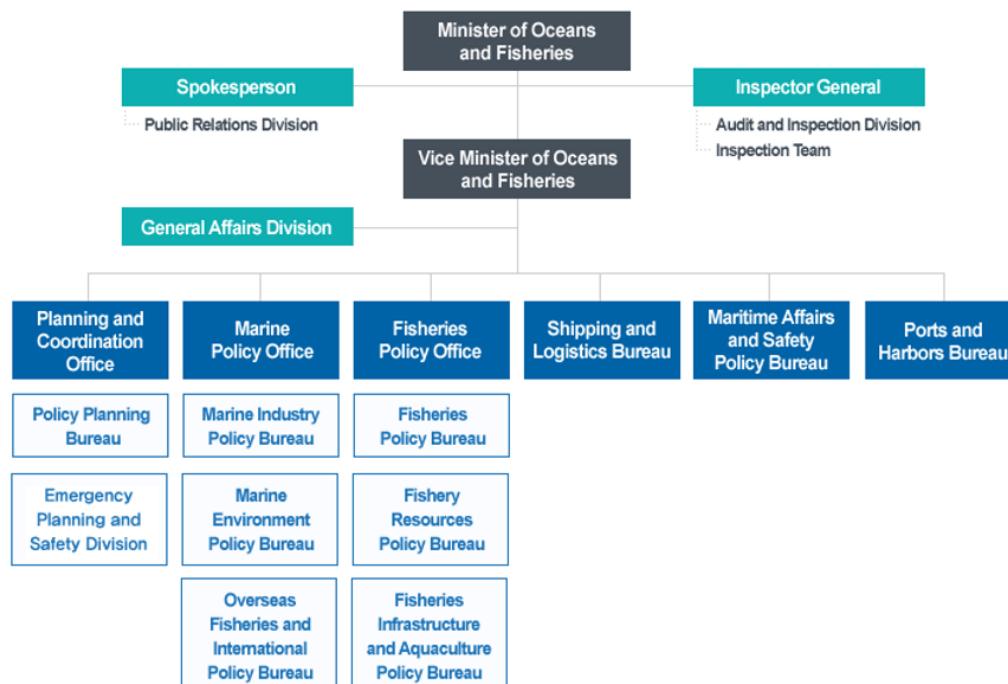 Minister of Oceans
and Fisheries
Spokesperson
Public Relations Division
Inspector General
Audit and Inspection Division
Inspection Team
Vice Minister of Oceans
and Fisheries
General Affairs Division
Planning and
Coordination
Office
Marine
Policy Office
Fisheries
Policy Office
Shipping and
Logistics Bureau
Maritime Affairs
and Safety
Policy Bureau
Ports and
Harbors Bureau
Policy Planning
Bureau
Marine Industry
Policy Bureau
Fisheries
Policy Bureau
Emergency
Planning and
Safety Division
Marine
Environment
Policy Bureau
Fishery
Resources
Policy Bureau
Overseas
Fisheries and
International
Policy Bureau
Fisheries
Infrastructure
and Aquaculture
Policy Bureau